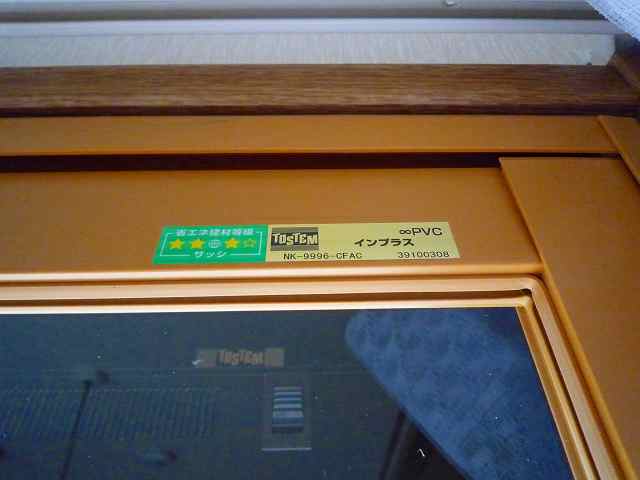 省エネ建材等級
サッシ
TOSTEM
∞PVC
インプラス
NK-9996-CFAC 39100308
TOSTEM